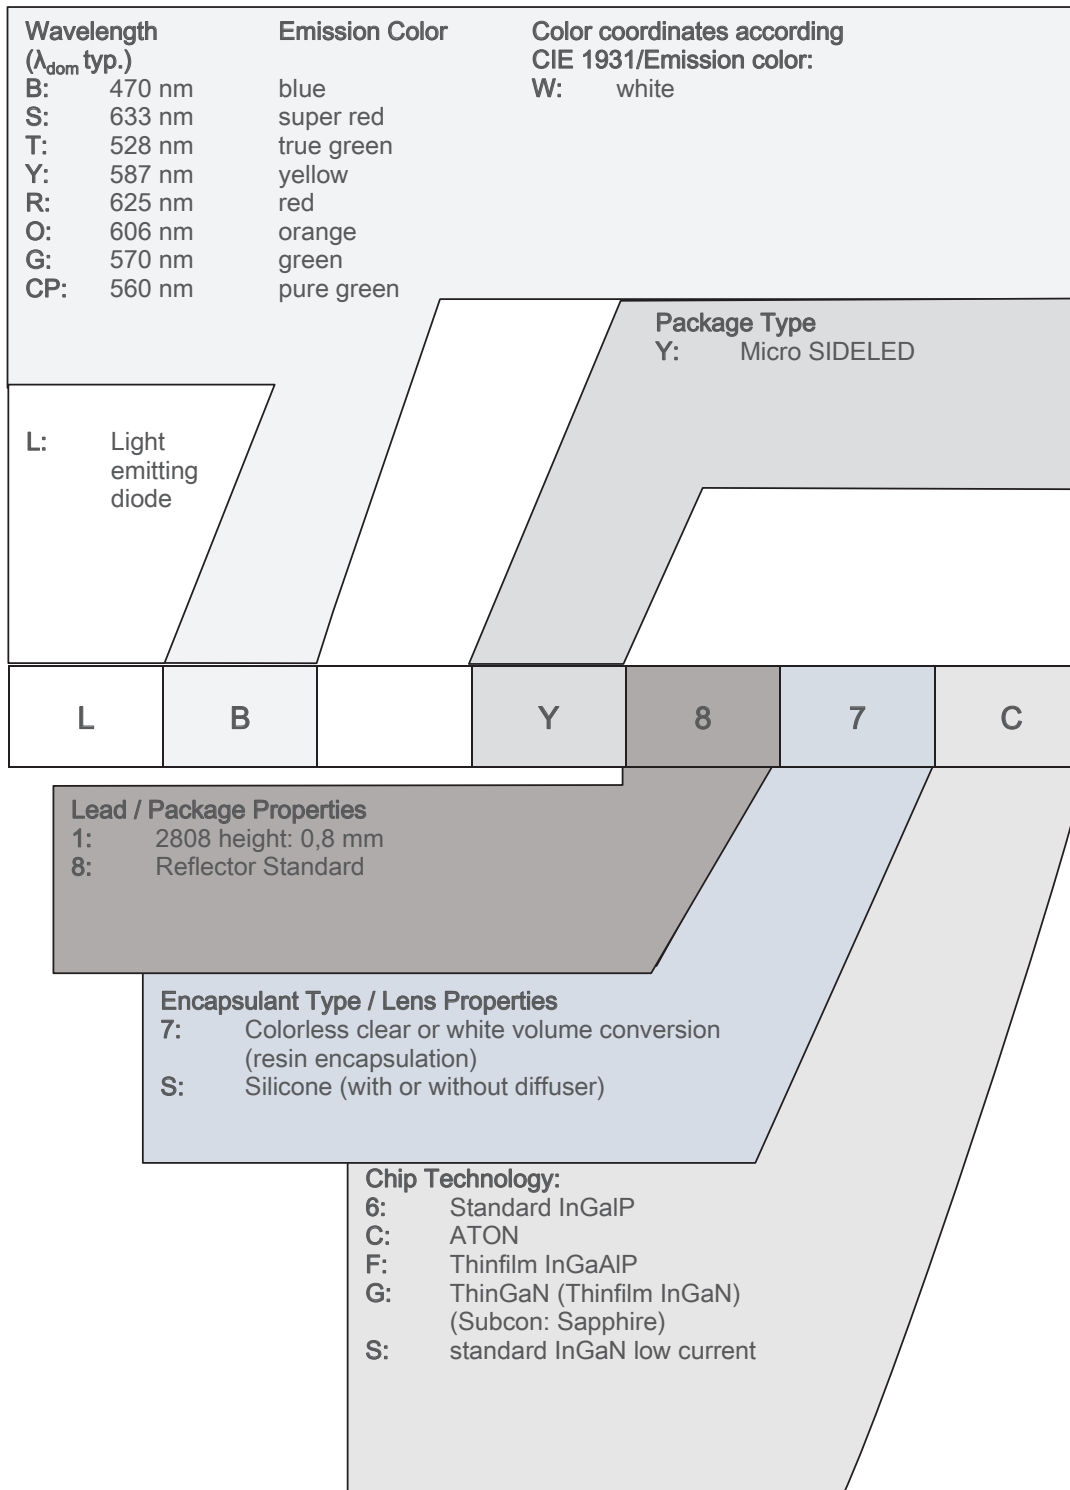 Wavelength Emission Color Color coordinates according
(λdom typ.) CIE 1931/Emission color:
B: 470 nm blue W: white
S: 633 nm super red
T: 528 nm true green
Y: 587 nm yellow
R: 625 nm red
O: 606 nm orange
G: 570 nm green
CP: 560 nm pure green
Package Type
Y: Micro SIDELED
L: Light
emitting
diode
L B Y 8 7 C
Lead / Package Properties
1: 2808 height: 0,8 mm
8: Reflector Standard
Encapsulant Type / Lens Properties
7: Colorless clear or white volume conversion
(resin encapsulation)
S: Silicone (with or without diffuser)
Chip Technology:
6: Standard InGalP
C: ATON
F: Thinfilm InGaAlP
G: ThinGaN (Thinfilm InGaN)
(Subcon: Sapphire)
S: standard InGaN low current